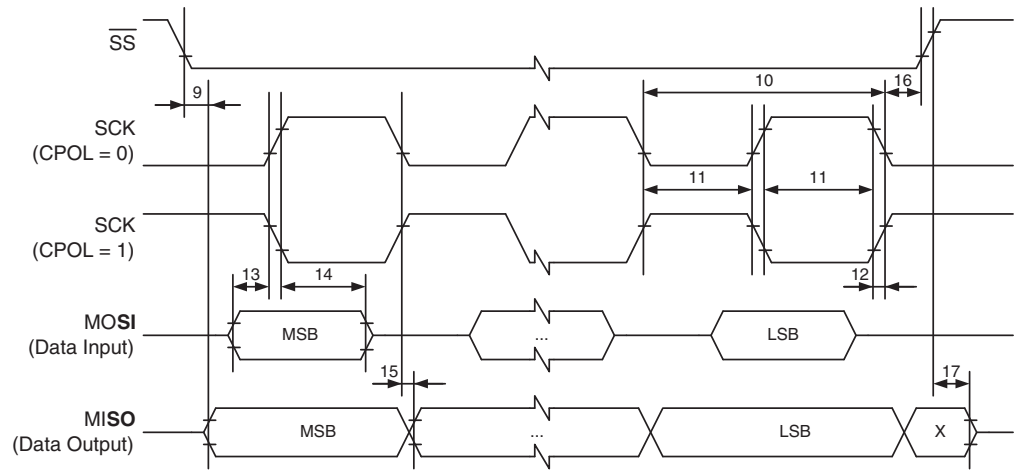 SS
10
16
9
SCK
(CPOL = 0)
11
11
SCK
(CPOL = 1)
13
14
12
MOSI
(Data Input)
MSB
...
LSB
15
17
MISO
(Data Output)
MSB
...
LSB
X